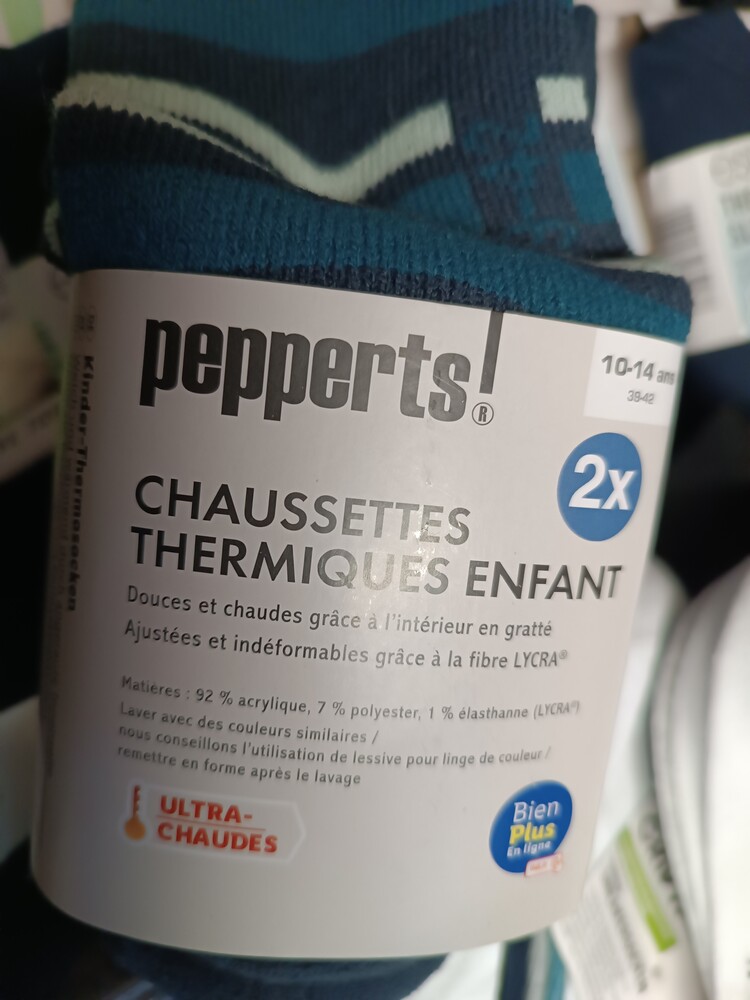 pepperts!®
10-14 ans
39-42
2x
CHAUSSETTES
THERMIQUES ENFANT
Douces et chaudes grâce à l'intérieur en gratté
Ajustées et indéformables grâce à la fibre LYCRA®
Matières : 92 % acrylique, 7 % polyester, 1 % élasthanne (LYCRA®)
Laver avec des couleurs similaires /
nous conseillons l'utilisation de lessive pour linge de couleur /
remettre en forme après le lavage
ULTRA-
CHAUDES
Bien
Plus
En ligne
Kinder-Thermosocken